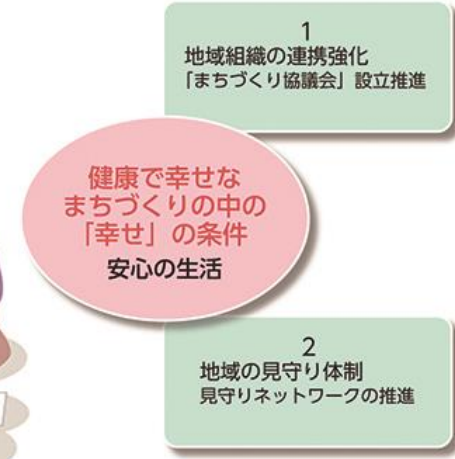 1
地域組織の連携強化
「まちづくり協議会」設立推進
健康で幸せな
まちづくりの中の
「幸せ」の条件
安心の生活
2
地域の見守り体制
見守りネットワークの推進